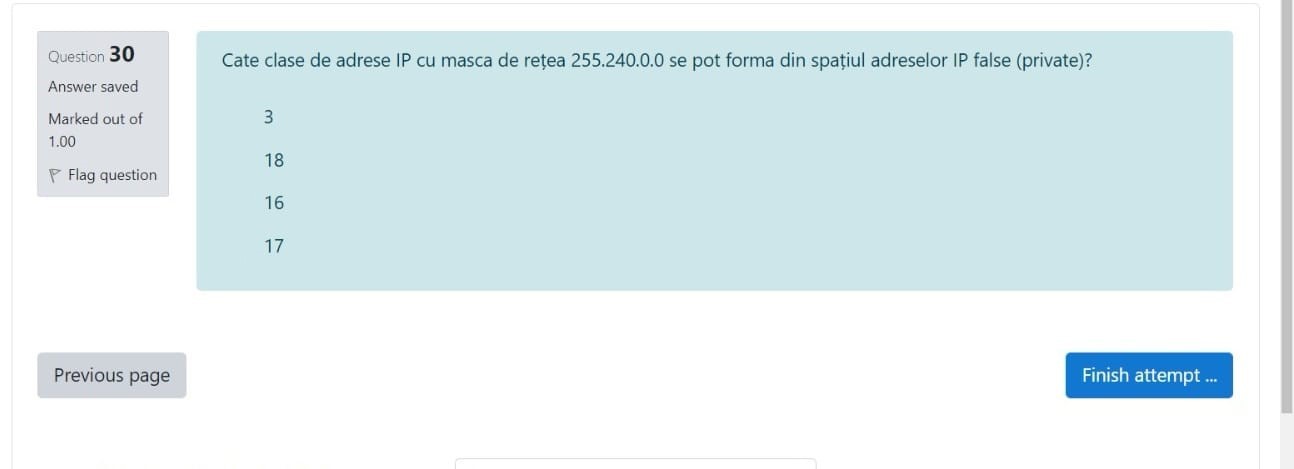 Question 30
Answer saved
Marked out of
1.00
Flag question
Cate clase de adrese IP cu masca de rețea 255.240.0.0 se pot forma din spațiul adreselor IP false (private)?
3
18
16
17
Previous page
Finish attempt ...